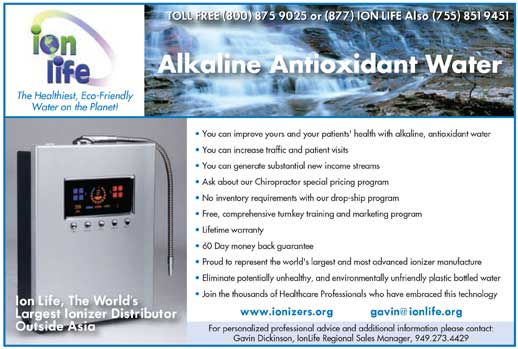 TOLL FREE (800) 875 9025 or (877) ION LIFE Also (755) 851 9451
ion
life
Alkaline Antioxidant Water
The Healthiest, Eco-Friendly
Water on the Planet!
• You can improve yours and your patients' health with alkaline, antioxidant water
• You can increase traffic and patient visits
• You can generate substantial new income streams
• Ask about our Chiropractor special pricing program
• No inventory requirements with our drop-ship program
• Free, comprehensive turnkey training and marketing program
• Lifetime warranty
• 60 Day money back guarantee
• Proud to represent the world's largest and most advanced ionizer manufacture
• Eliminate potentially unhealthy, and environmentally unfriendly plastic bottled water
• Join the thousands of Healthcare Professionals who have embraced this technology
Ion Life, The World's
Largest Ionizer Distributor
Outside Asia
www.ionizers.org gavin@ionlife.org
For personalized professional advice and additional information please contact:
Gavin Dickinson, IonLife Regional Sales Manager, 949.273.4429